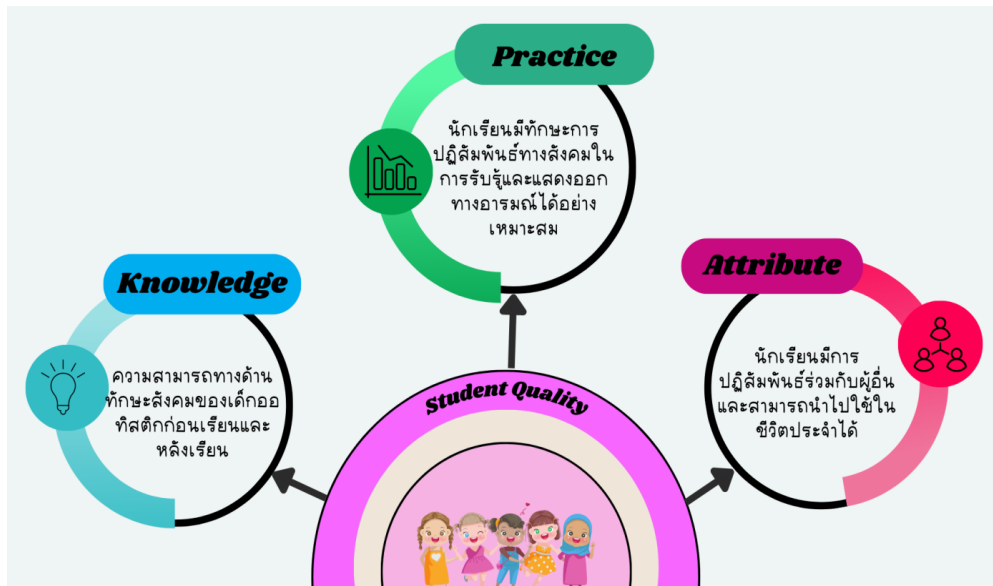 Practice
นักเรียนมีทักษะการ
ปฏิสัมพันธ์ทางสังคมใน
การรับรู้และแสดงออก
ทางอารมณ์ได้อย่าง
เหมาะสม
Knowledge
ความสามารถทางด้าน
ทักษะสังคมของเด็กออ
ทิสติกก่อนเรียนและ
หลังเรียน
Attribute
นักเรียนมีการ
ปฏิสัมพันธ์ร่วมกับผู้อื่น
และสามารถนำไปใช้ใน
ชีวิตประจำได้
Student Quality